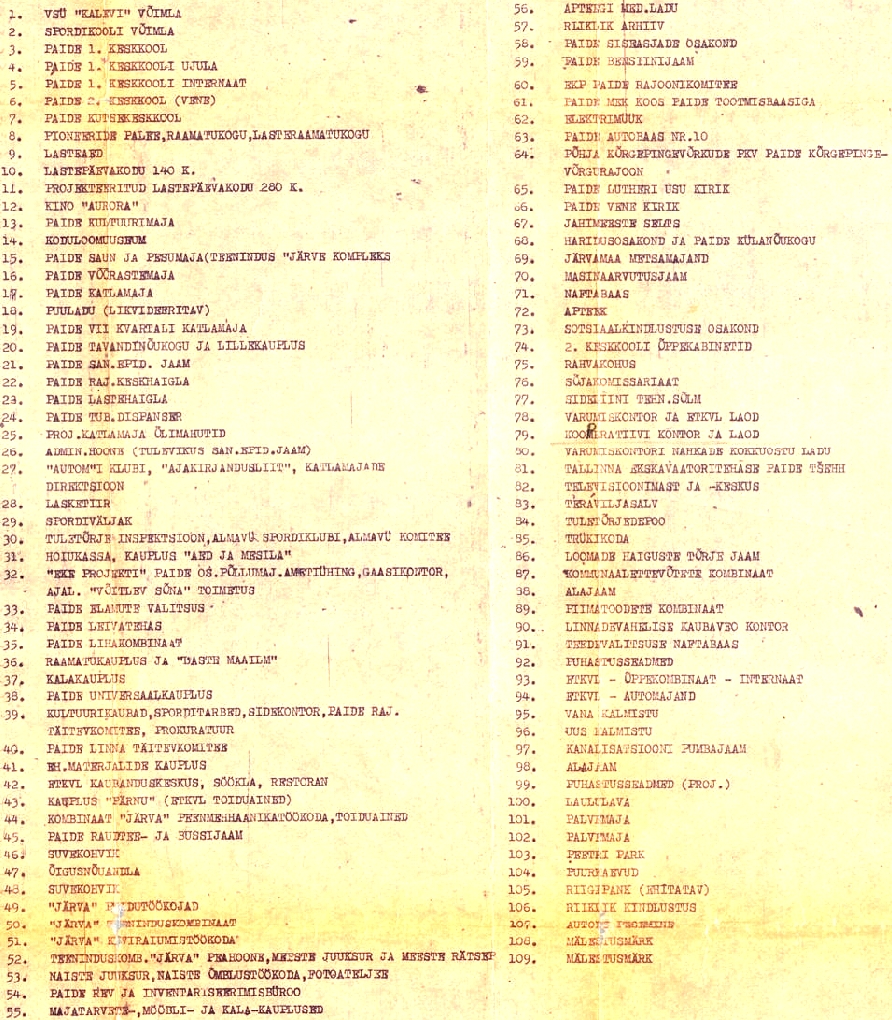 1. VSÜ "KALEVI" VÕIMLA
2. SPORDIKOOLI VÕIMLA
3. PAIDE 1. KESKKOOL
4. PAIDE 1. KESKKOOLI UJULA
5. PAIDE 1. KESKKOOLI INTERNAAT
6. PAIDE 2. KESKKOOL (VENE)
7. PAIDE KUTSEKESKKOOL
8. PIONEERIDE PALEE,RAAMATUKOGU,LASTERAAMATUKOGU
9. LASTEAED
10. LASTEPÄEVAKODU 140 K.
11. PROJEKTEERITUD LASTEPÄEVAKODU 280 K.
12. KINO "AURORA"
13. PAIDE KULTUURIMAJA
14. KODULOOMUUSEUM
15. PAIDE SAUN JA PESUMAJA(TEENINDUS "JÄRVE KOMPLEKS
16. PAIDE VÕÕRASTEMAJA
17. PAIDE KATLAMAJA
18. PUULADU (LIKVIDEERITAV)
19. PAIDE VII KVARTALI KATLAMAJA
20. PAIDE TAVANDINÕUKOGU JA LILLEKAUPLUS
21. PAIDE SAN.EPID. JAAM
22. PAIDE RAJ.KESKHAIGLA
23. PAIDE LASTEHAIGLA
24. PAIDE TUB.DISPANSER
25. PROJ.KATLAMAJA ÕLIMAHUTID
26. ADMIN.HOONE (TULEVIKUS SAN.EPID.JAAM)
27. "AUTOM"I KLUBI, "AJAKIRJANDUSLIIT", KATLAMAJADE
DIREKTSIOON
28. LASKETIIR
29. SPORDIVÄLJAK
30. TULETÕRJE INSPEKTSIOON,ALMAVÜ SPORDIKLUBI,ALMAVÜ KOMITEE
31. HOIUKASSA, KAUPLUS "AED JA MESILA"
32. "EKE PROJEKTI" PAIDE OS.PÕLLUMAJ.AMETIÜHING,GAASIKONTOR,
AJAL. "VÕITLEV SÕNA" TOIMETUS
33. PAIDE ELAMUTE VALITSUS
34. PAIDE LEIVATEHAS
35. PAIDE LIHAKOMBINAAT
36. RAAMATUKAUPLUS JA "LASTE MAAILM"
37. KALAKAUPLUS
38. PAIDE UNIVERSAALKAUPLUS
39. KULTUURIKAUBAD,SPORDITARBED,SIDEKONTOR,PAIDE RAJ.
TÄITEVKOMITEE, PROKURATUUR
40. PAIDE LINNA TÄITEVKOMITEE
41. EH.MATERJALIDE KAUPLUS
42. ETKVL KAUBANDUSKESKUS, SÖÖKLA, RESTORAN
43. KAUPLUS "PÄRNU" (ETKVL TOIDUAINED)
44. KOMBINAAT "JÄRVA" PEENMEHHAANIKATÖÖKODA,TOIDUAINED
45. PAIDE RAUDTEE- JA BUSSIJAAM
46. SUVEKOHVIK
47. ÕIGUSNÕUANDLA
48. SUVEKOHVIK
49. "JÄRVA" PUIDUTÖÖKOJAD
50. "JÄRVA" TEENINDUSKOMBINAAT
51. "JÄRVA" KIVIRAIUMISTÖÖKODA
52. TEENINDUSKOMB."JÄRVA" PEAHOONE,MEESTE JUUKSUR JA MEESTE RÄTSEP
53. NAISTE JUUKSUR,NAISTE ÕMBLUSTÖÖKODA,FOTOATELJEE
54. PAIDE REV JA INVENTARISEERIMISBÜROO
55. MAJATARVETE-,MÖÖBLI- JA KALA-KAUPLUSED
56. APTEEGI MED.LADU
57. RIIKLIK ARHIIV
58. PAIDE SISEASJADE OSAKOND
59. PAIDE BENSIINIJAAM
60. EKP PAIDE RAJOONIKOMITEE
61. PAIDE MEK KOOS PAIDE TOOTMISBAASIGA
62. ELEKTRIMÜÜK
63. PAIDE AUTOBAAS NR.10
64. PÕHJA KÕRGEPINGEVÕRKUDE PKV PAIDE KÕRGEPINGE-
VÕRGURAJOON
65. PAIDE LUTHERI USU KIRIK
66. PAIDE VENE KIRIK
67. JAHIMEESTE SELTS
68. HARIDUSOSAKOND JA PAIDE KÜLANÕUKOGU
69. JÄRVAMAA METSAMAJAND
70. MASINAARVUTUSJAAM
71. NAFTABAAS
72. APTEEK
73. SOTSIAALKINDLUSTUSE OSAKOND
74. 2. KESKKOOLI ÕPPEKABINETID
75. RAHVAKOHUS
76. SÕJAKOMISSARIAAT
77. SIDELIINI TEHN.SÕLM
78. VARUMISKONTOR JA ETKVL LAOD
79. KOOPERATIIVI KONTOR JA LAOD
80. VARUMISKONTORI NAHKADE KOKKUOSTU LADU
81. TALLINNA EKSKAVAATORITEHASE PAIDE TŠEHH
82. TELEVISIOONIMAST JA -KESKUS
83. TERAVILJASALV
84. TULETÕRJEDEPOO
85. TRÜKIKODA
86. LOOMADE HAIGUSTE TÕRJE JAAM
87. KOMMUNAALETTEVÕTETE KOMBINAAT
88. ALAJAAM
89. PIIMATOODETE KOMBINAAT
90. LINNADEVAHELISE KAUBAVEO KONTOR
91. TEEDEVALITSUSE NAFTABAAS
92. PUHASTUSSEADMED
93. ETKVL - ÕPPEKOMBINAAT - INTERNAAT
94. ETKVL - AUTOMAJAND
95. VANA KALMISTU
96. UUS KALMISTU
97. KANALISATSIOONI PUMBAJAAM
98. ALAJAAM
99. PUHASTUSSEADMED (PROJ.)
100. LAULULAVA
101. PALVEMAJA
102. PALVEMAJA
103. PEETRI PARK
104. PUURKAEVUD
105. RIIGIPANK (EHITATAV)
106. RIIKLIK KINDLUSTUS
107.
108. MÄLESTUSMÄRK
109. MÄLESTUSMÄRK